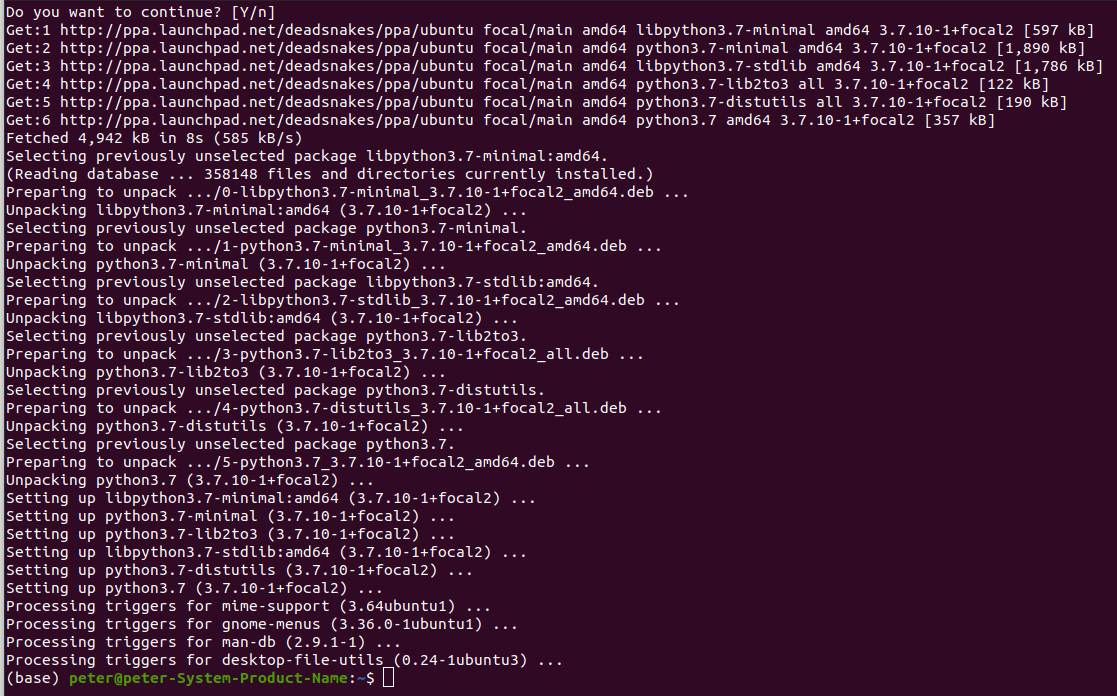 Do you want to continue? [Y/n]
Get:1 http://ppa.launchpad.net/deadsnakes/ppa/ubuntu focal/main amd64 libpython3.7-minimal amd64 3.7.10-1+focal2 [597 kB]
Get:2 http://ppa.launchpad.net/deadsnakes/ppa/ubuntu focal/main amd64 python3.7-minimal amd64 3.7.10-1+focal2 [1,890 kB]
Get:3 http://ppa.launchpad.net/deadsnakes/ppa/ubuntu focal/main amd64 libpython3.7-stdlib amd64 3.7.10-1+focal2 [1,786 kB]
Get:4 http://ppa.launchpad.net/deadsnakes/ppa/ubuntu focal/main amd64 python3.7-lib2to3 all 3.7.10-1+focal2 [122 kB]
Get:5 http://ppa.launchpad.net/deadsnakes/ppa/ubuntu focal/main amd64 python3.7-distutils all 3.7.10-1+focal2 [190 kB]
Get:6 http://ppa.launchpad.net/deadsnakes/ppa/ubuntu focal/main amd64 python3.7 amd64 3.7.10-1+focal2 [357 kB]
Fetched 4,942 kB in 8s (585 kB/s)
Selecting previously unselected package libpython3.7-minimal:amd64.
(Reading database ... 358148 files and directories currently installed.)
Preparing to unpack .../0-libpython3.7-minimal_3.7.10-1+focal2_amd64.deb ...
Unpacking libpython3.7-minimal:amd64 (3.7.10-1+focal2) ...
Selecting previously unselected package python3.7-minimal.
Preparing to unpack .../1-python3.7-minimal_3.7.10-1+focal2_amd64.deb ...
Unpacking python3.7-minimal (3.7.10-1+focal2) ...
Selecting previously unselected package libpython3.7-stdlib:amd64.
Preparing to unpack .../2-libpython3.7-stdlib_3.7.10-1+focal2_amd64.deb ...
Unpacking libpython3.7-stdlib:amd64 (3.7.10-1+focal2) ...
Selecting previously unselected package python3.7-lib2to3.
Preparing to unpack .../3-python3.7-lib2to3_3.7.10-1+focal2_all.deb ...
Unpacking python3.7-lib2to3 (3.7.10-1+focal2) ...
Selecting previously unselected package python3.7-distutils.
Preparing to unpack .../4-python3.7-distutils_3.7.10-1+focal2_all.deb ...
Unpacking python3.7-distutils (3.7.10-1+focal2) ...
Selecting previously unselected package python3.7.
Preparing to unpack .../5-python3.7_3.7.10-1+focal2_amd64.deb ...
Unpacking python3.7 (3.7.10-1+focal2) ...
Setting up libpython3.7-minimal:amd64 (3.7.10-1+focal2) ...
Setting up python3.7-minimal (3.7.10-1+focal2) ...
Setting up python3.7-lib2to3 (3.7.10-1+focal2) ...
Setting up libpython3.7-stdlib:amd64 (3.7.10-1+focal2) ...
Setting up python3.7-distutils (3.7.10-1+focal2) ...
Setting up python3.7 (3.7.10-1+focal2) ...
Processing triggers for mime-support (3.64ubuntu1) ...
Processing triggers for gnome-menus (3.36.0-1ubuntu1) ...
Processing triggers for man-db (2.9.1-1) ...
Processing triggers for desktop-file-utils (0.24-1ubuntu3) ...
(base) peter@peter-System-Product-Name:~$